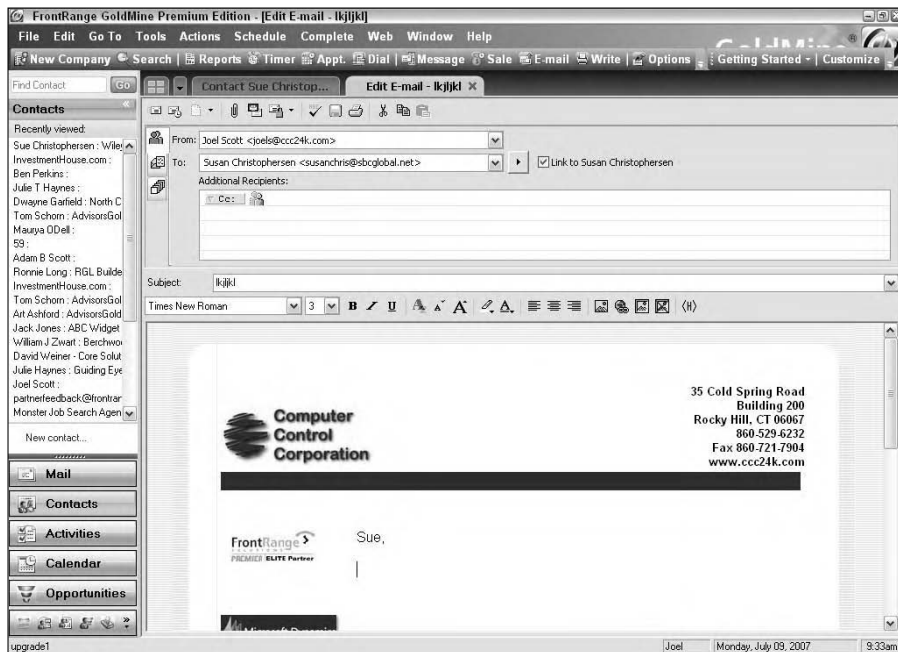 FrontRange GoldMine Premium Edition - [Edit E-mail - lkjljkl]
File Edit Go To Tools Actions Schedule Complete Web Window Help
GoldMine
New Company Search Reports Timer Appt. Dial Message Sale E-mail Write Options Getting Started Customize
Find Contact Go
Contact Sue Christop... Edit E-mail - lkjljkl
Contacts
Recently viewed:
Sue Christophersen : Wiley
InvestmentHouse.com :
Ben Perkins :
Julie T Haynes :
Dwayne Garfield : North C
Tom Schorn : AdvisorsGol
Maurya ODell :
59 :
Adam B Scott :
Ronnie Long : RGL Builde
InvestmentHouse.com :
Tom Schorn : AdvisorsGol
Art Ashford : AdvisorsGold
Jack Jones : ABC Widget
William J Zwart : Berchwoo
David Weiner - Core Solut
Julie Haynes : Guiding Eye
Joel Scott :
partnerfeedback@frontran
Monster Job Search Agen
New contact...
Mail
Contacts
Activities
Calendar
Opportunities
From: Joel Scott <joels@ccc24k.com>
To: Susan Christophersen <susanchris@sbcglobal.net> Link to Susan Christophersen
Additional Recipients:
Cc:
Subject: lkjljkl
Times New Roman 3 B I U A A A A (H)
Computer
Control
Corporation
35 Cold Spring Road
Building 200
Rocky Hill, CT 06067
860-529-6232
Fax 860-721-7904
www.ccc24k.com
FrontRange
SOLUTIONS
PREMIER ELITE Partner
Sue,
Microsoft Dynamics
upgrade1 Joel Monday, July 09, 2007 9:33am